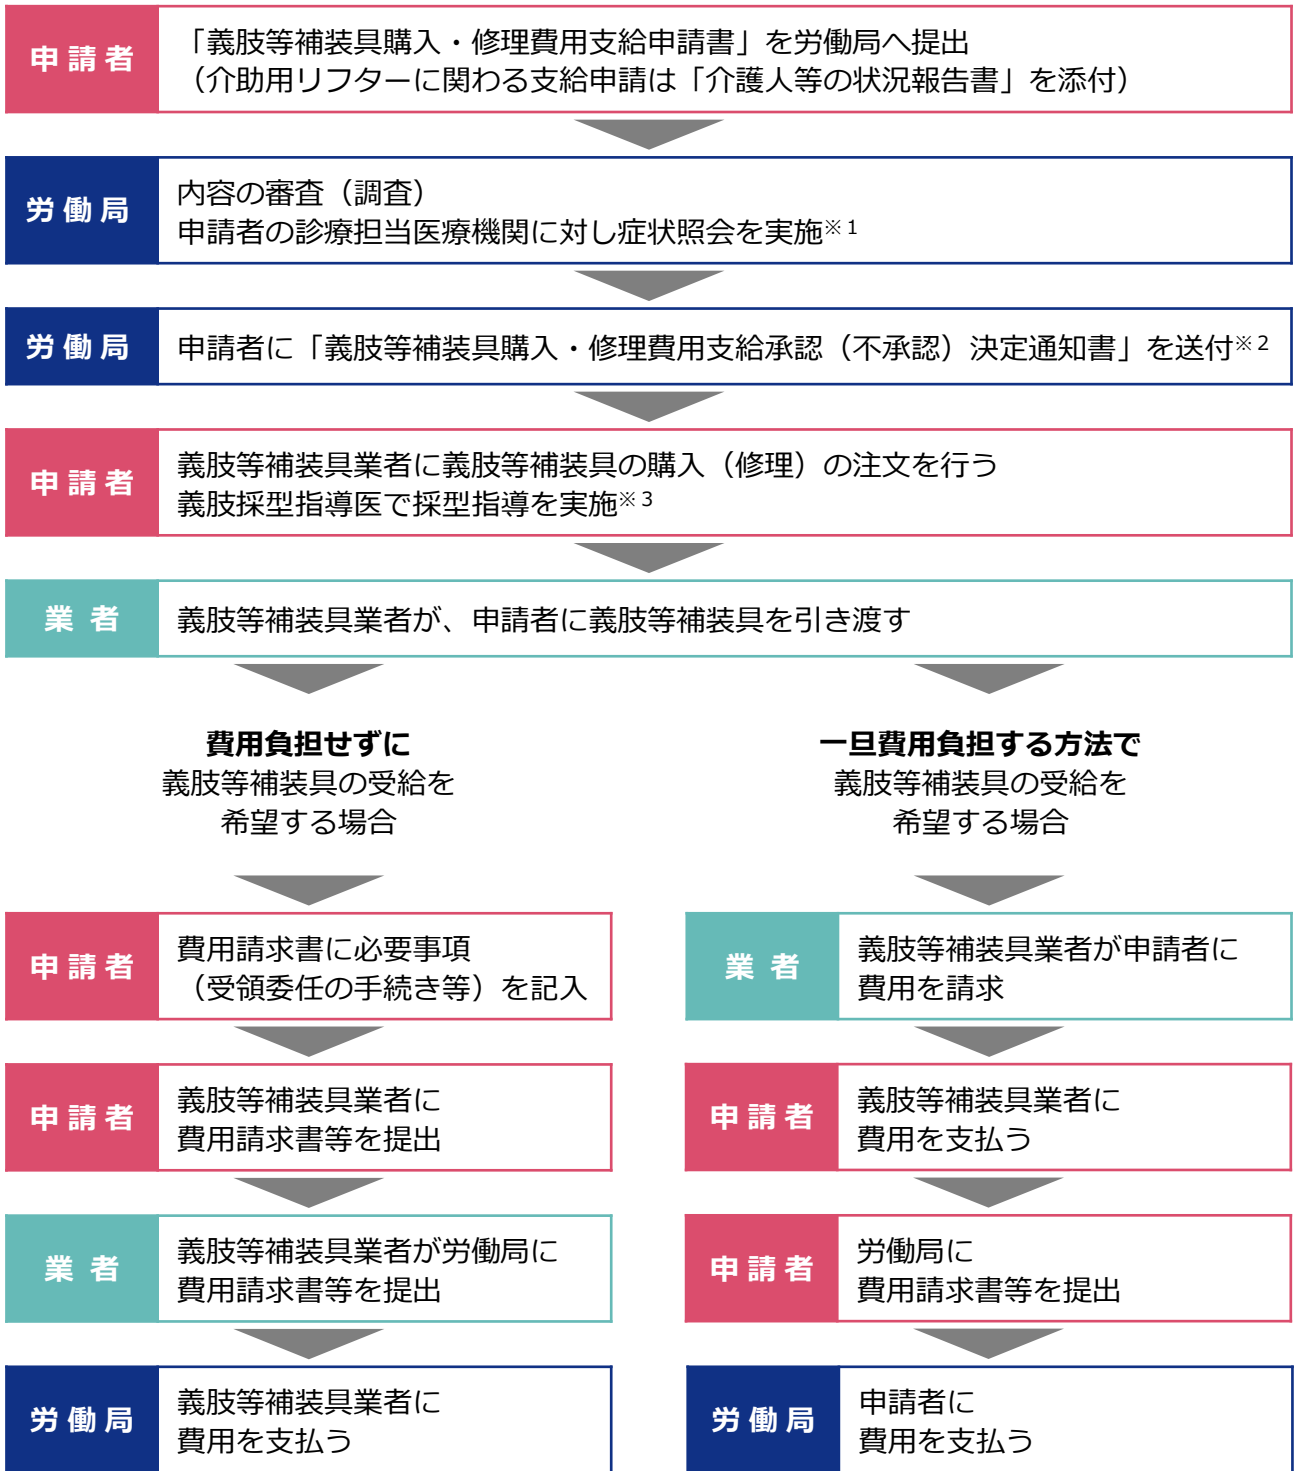 申請者
「義肢等補装具購入・修理費用支給申請書」を労働局へ提出
（介助用リフターに関わる支給申請は「介護人等の状況報告書」を添付）
労働局
内容の審査（調査）
申請者の診療担当医療機関に対し症状照会を実施※1
労働局
申請者に「義肢等補装具購入・修理費用支給承認（不承認）決定通知書」を送付※2
申請者
義肢等補装具業者に義肢等補装具の購入（修理）の注文を行う
義肢採型指導医で採型指導を実施※3
業者
義肢等補装具業者が、申請者に義肢等補装具を引き渡す
費用負担せずに
義肢等補装具の受給を
希望する場合
申請者
費用請求書に必要事項
（受領委任の手続き等）を記入
申請者
義肢等補装具業者に
費用請求書等を提出
業者
義肢等補装具業者が労働局に
費用請求書等を提出
労働局
義肢等補装具業者に
費用を支払う
一旦費用負担する方法で
義肢等補装具の受給を
希望する場合
業者
義肢等補装具業者が申請者に
費用を請求
申請者
義肢等補装具業者に
費用を支払う
申請者
労働局に
費用請求書等を提出
労働局
申請者に
費用を支払う